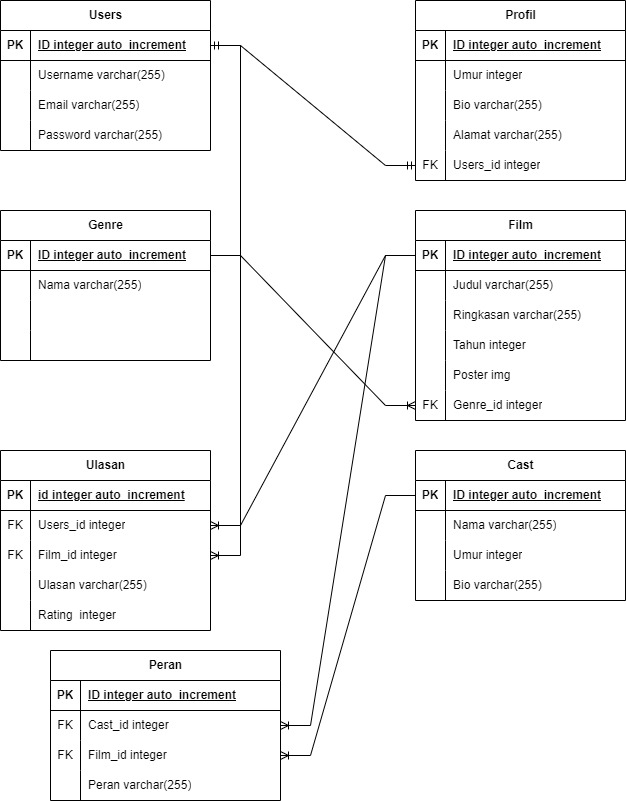 Users
PK ID integer auto_increment
Username varchar(255)
Email varchar(255)
Password varchar(255)
Profil
PK ID integer auto_increment
Umur integer
Bio varchar(255)
Alamat varchar(255)
FK Users_id integer
Genre
PK ID integer auto_increment
Nama varchar(255)
Film
PK ID integer auto_increment
Judul varchar(255)
Ringkasan varchar(255)
Tahun integer
Poster img
FK Genre_id integer
Ulasan
PK id integer auto_increment
FK Users_id integer
FK Film_id integer
Ulasan varchar(255)
Rating  integer
Cast
PK ID integer auto_increment
Nama varchar(255)
Umur integer
Bio varchar(255)
Peran
PK ID integer auto_increment
FK Cast_id integer
FK Film_id integer
Peran varchar(255)